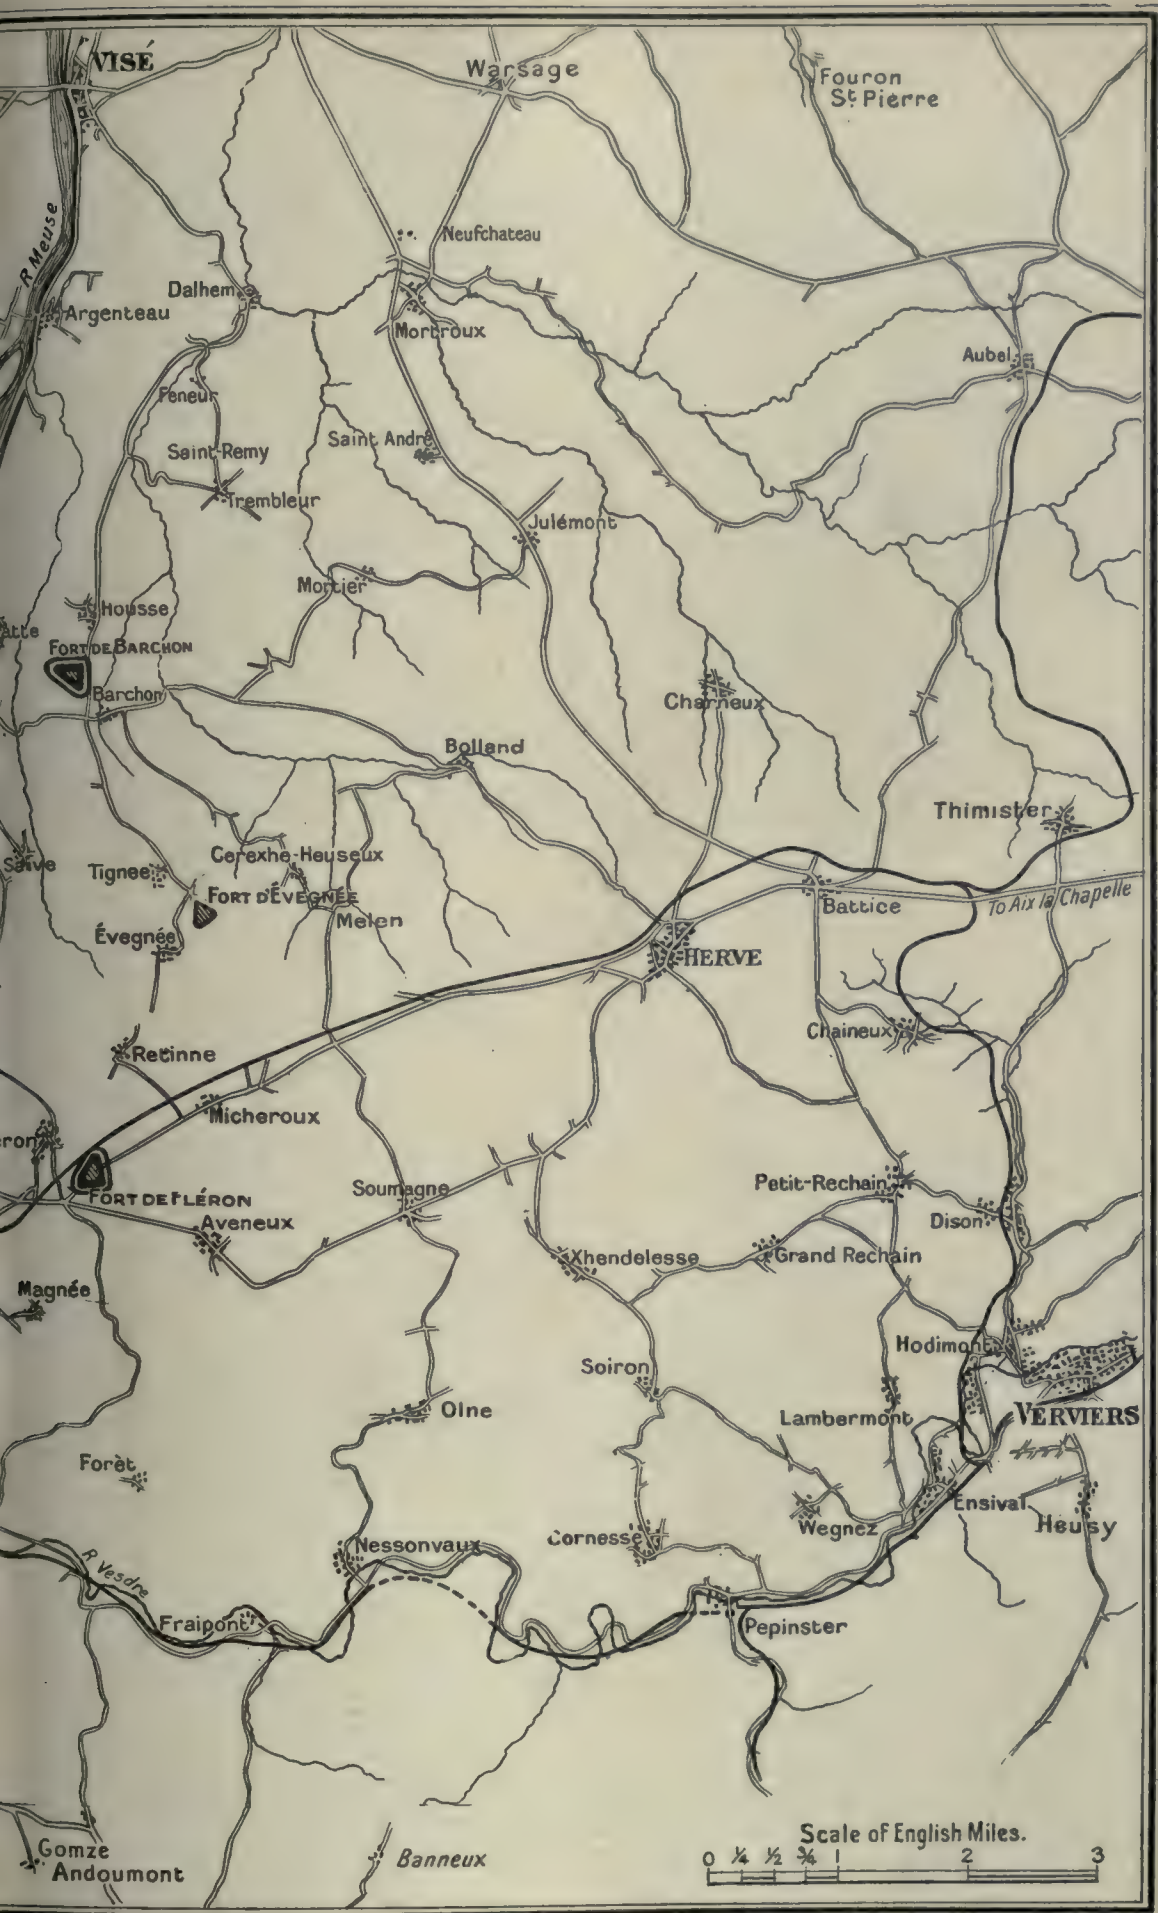 VISÉ
Warsage
Fouron
St. Pierre
R Meuse
Neufchateau
Dalhem
Argenteau
Mortroux
Aubel
Feneur
Saint André
Saint-Remy
Trembleur
Julémont
Mortier
Housse
atte
FORT DE BARCHON
Barchon
Charneux
Bolland
Thimister
Saive
Tignee
Cerexhe-Heuseux
FORT D'ÉVEGNÉE
Melen
To Aix la Chapelle
Battice
Évegnée
HERVE
Chaineux
Retinne
Micheroux
eron
FORT DE FLÉRON
Soumagne
Petit-Rechain
Aveneux
Dison
Xhendelesse
Grand Rechain
Magnée
Hodimont
Soiron
Olne
Lambermont
VERVIERS
Forèt
Ensival
Wegnez
Heusy
Cornesse
Nessonvaux
R Vesdre
Fraipont
Pepinster
Gomze
Andoumont
Banneux
Scale of English Miles.
0 ¼ ½ ¾ 1 2 3